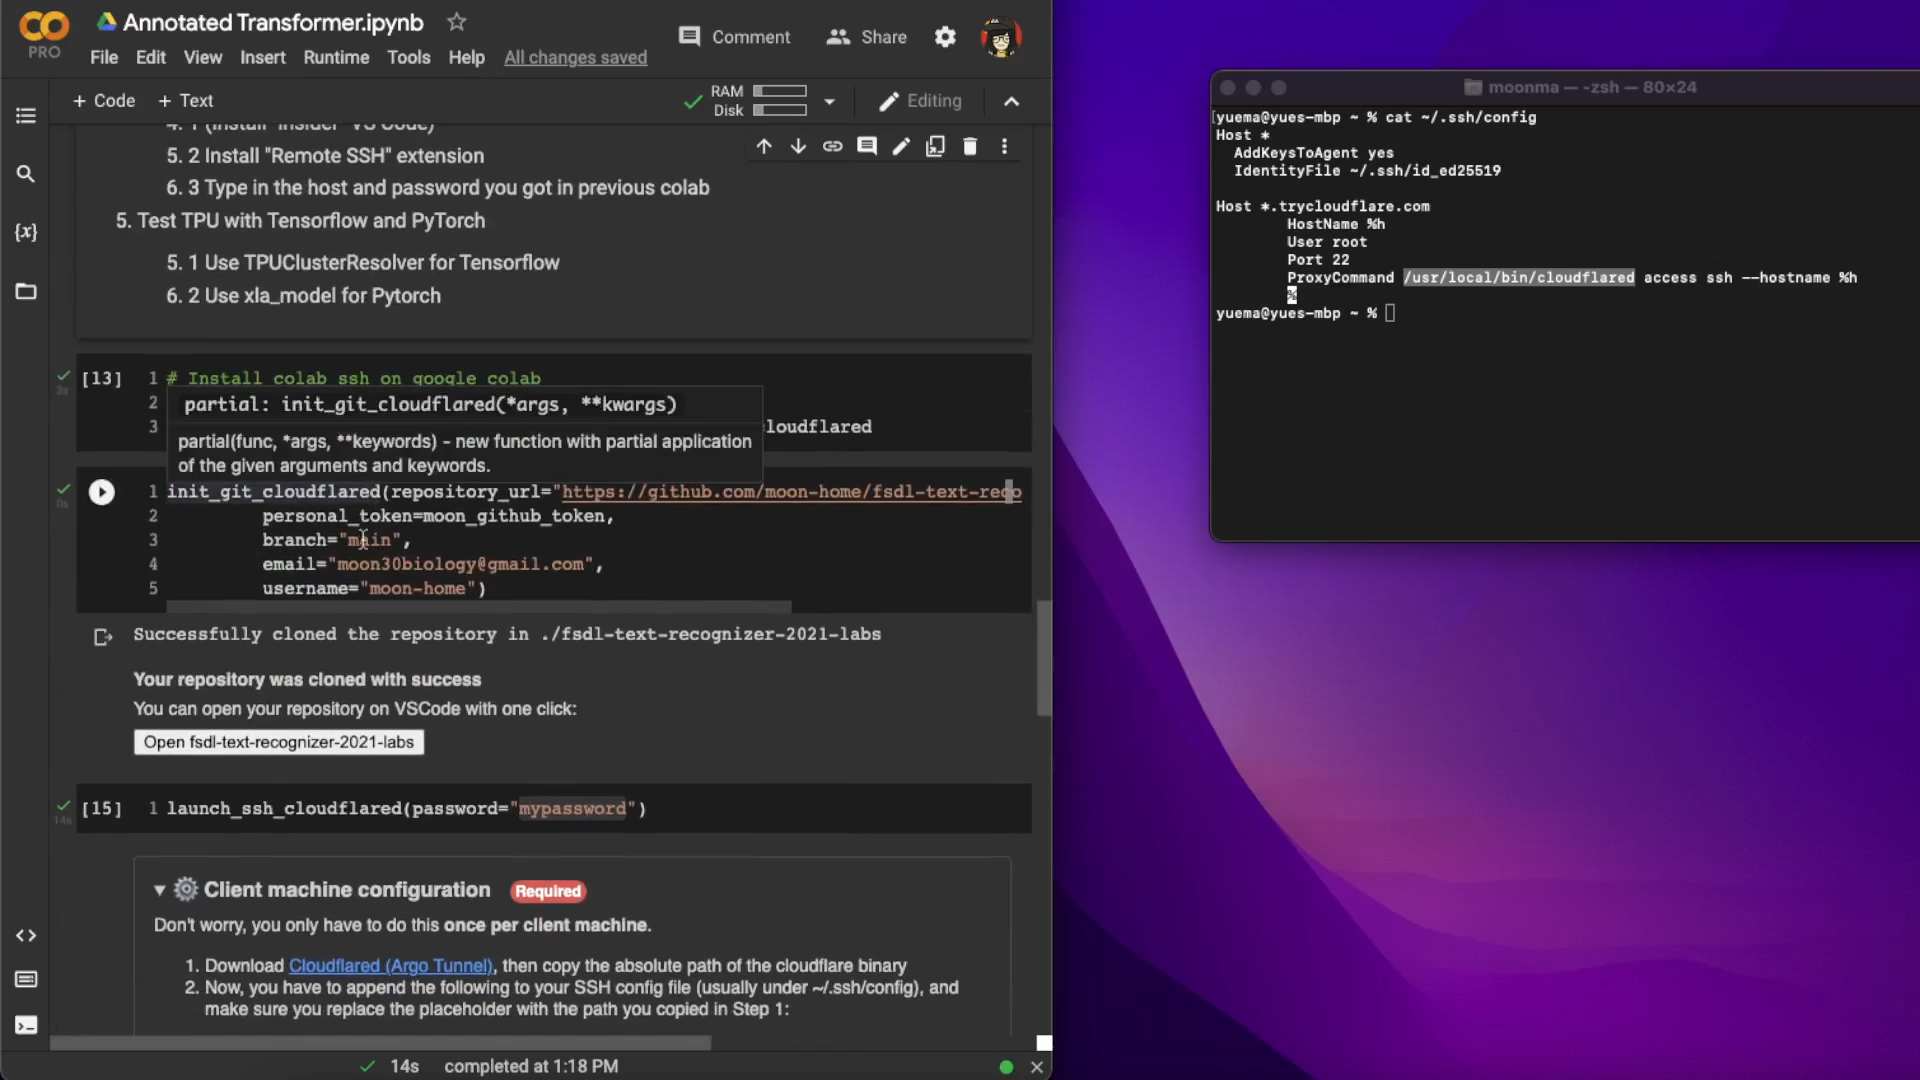 PRO
Annotated Transformer.ipynb
Comment
Share
File Edit View Insert Runtime Tools Help All changes saved
+ Code + Text
RAM
Disk
Editing
4. 1 (Install "Insider" VS Code)
5. 2 Install "Remote SSH" extension
6. 3 Type in the host and password you got in previous colab
5. Test TPU with Tensorflow and PyTorch
5. 1 Use TPUClusterResolver for Tensorflow
6. 2 Use xla_model for Pytorch
{x}
[13] 1 # Install colab ssh on google colab
2
partial: init_git_cloudflared(*args, **kwargs)
3 loudflared
partial(func, *args, **keywords) - new function with partial application
of the given arguments and keywords.
3s
1 init_git_cloudflared(repository_url="https://github.com/moon-home/fsdl-text-reco
0s
2 personal_token=moon_github_token,
3 branch="main",
4 email="moon30biology@gmail.com",
5 username="moon-home")
Successfully cloned the repository in ./fsdl-text-recognizer-2021-labs
Your repository was cloned with success
You can open your repository on VSCode with one click:
Open fsdl-text-recognizer-2021-labs
[15] 1 launch_ssh_cloudflared(password="mypassword")
14s
▼ Client machine configuration Required
Don't worry, you only have to do this once per client machine.
1. Download Cloudflared (Argo Tunnel), then copy the absolute path of the cloudflare binary
2. Now, you have to append the following to your SSH config file (usually under ~/.ssh/config), and
make sure you replace the placeholder with the path you copied in Step 1:
14s completed at 1:18 PM
moonma — -zsh — 80×24
[yuema@yues-mbp ~ % cat ~/.ssh/config
Host *
AddKeysToAgent yes
IdentityFile ~/.ssh/id_ed25519
Host *.trycloudflare.com
HostName %h
User root
Port 22
ProxyCommand /usr/local/bin/cloudflared access ssh --hostname %h
%
yuema@yues-mbp ~ %